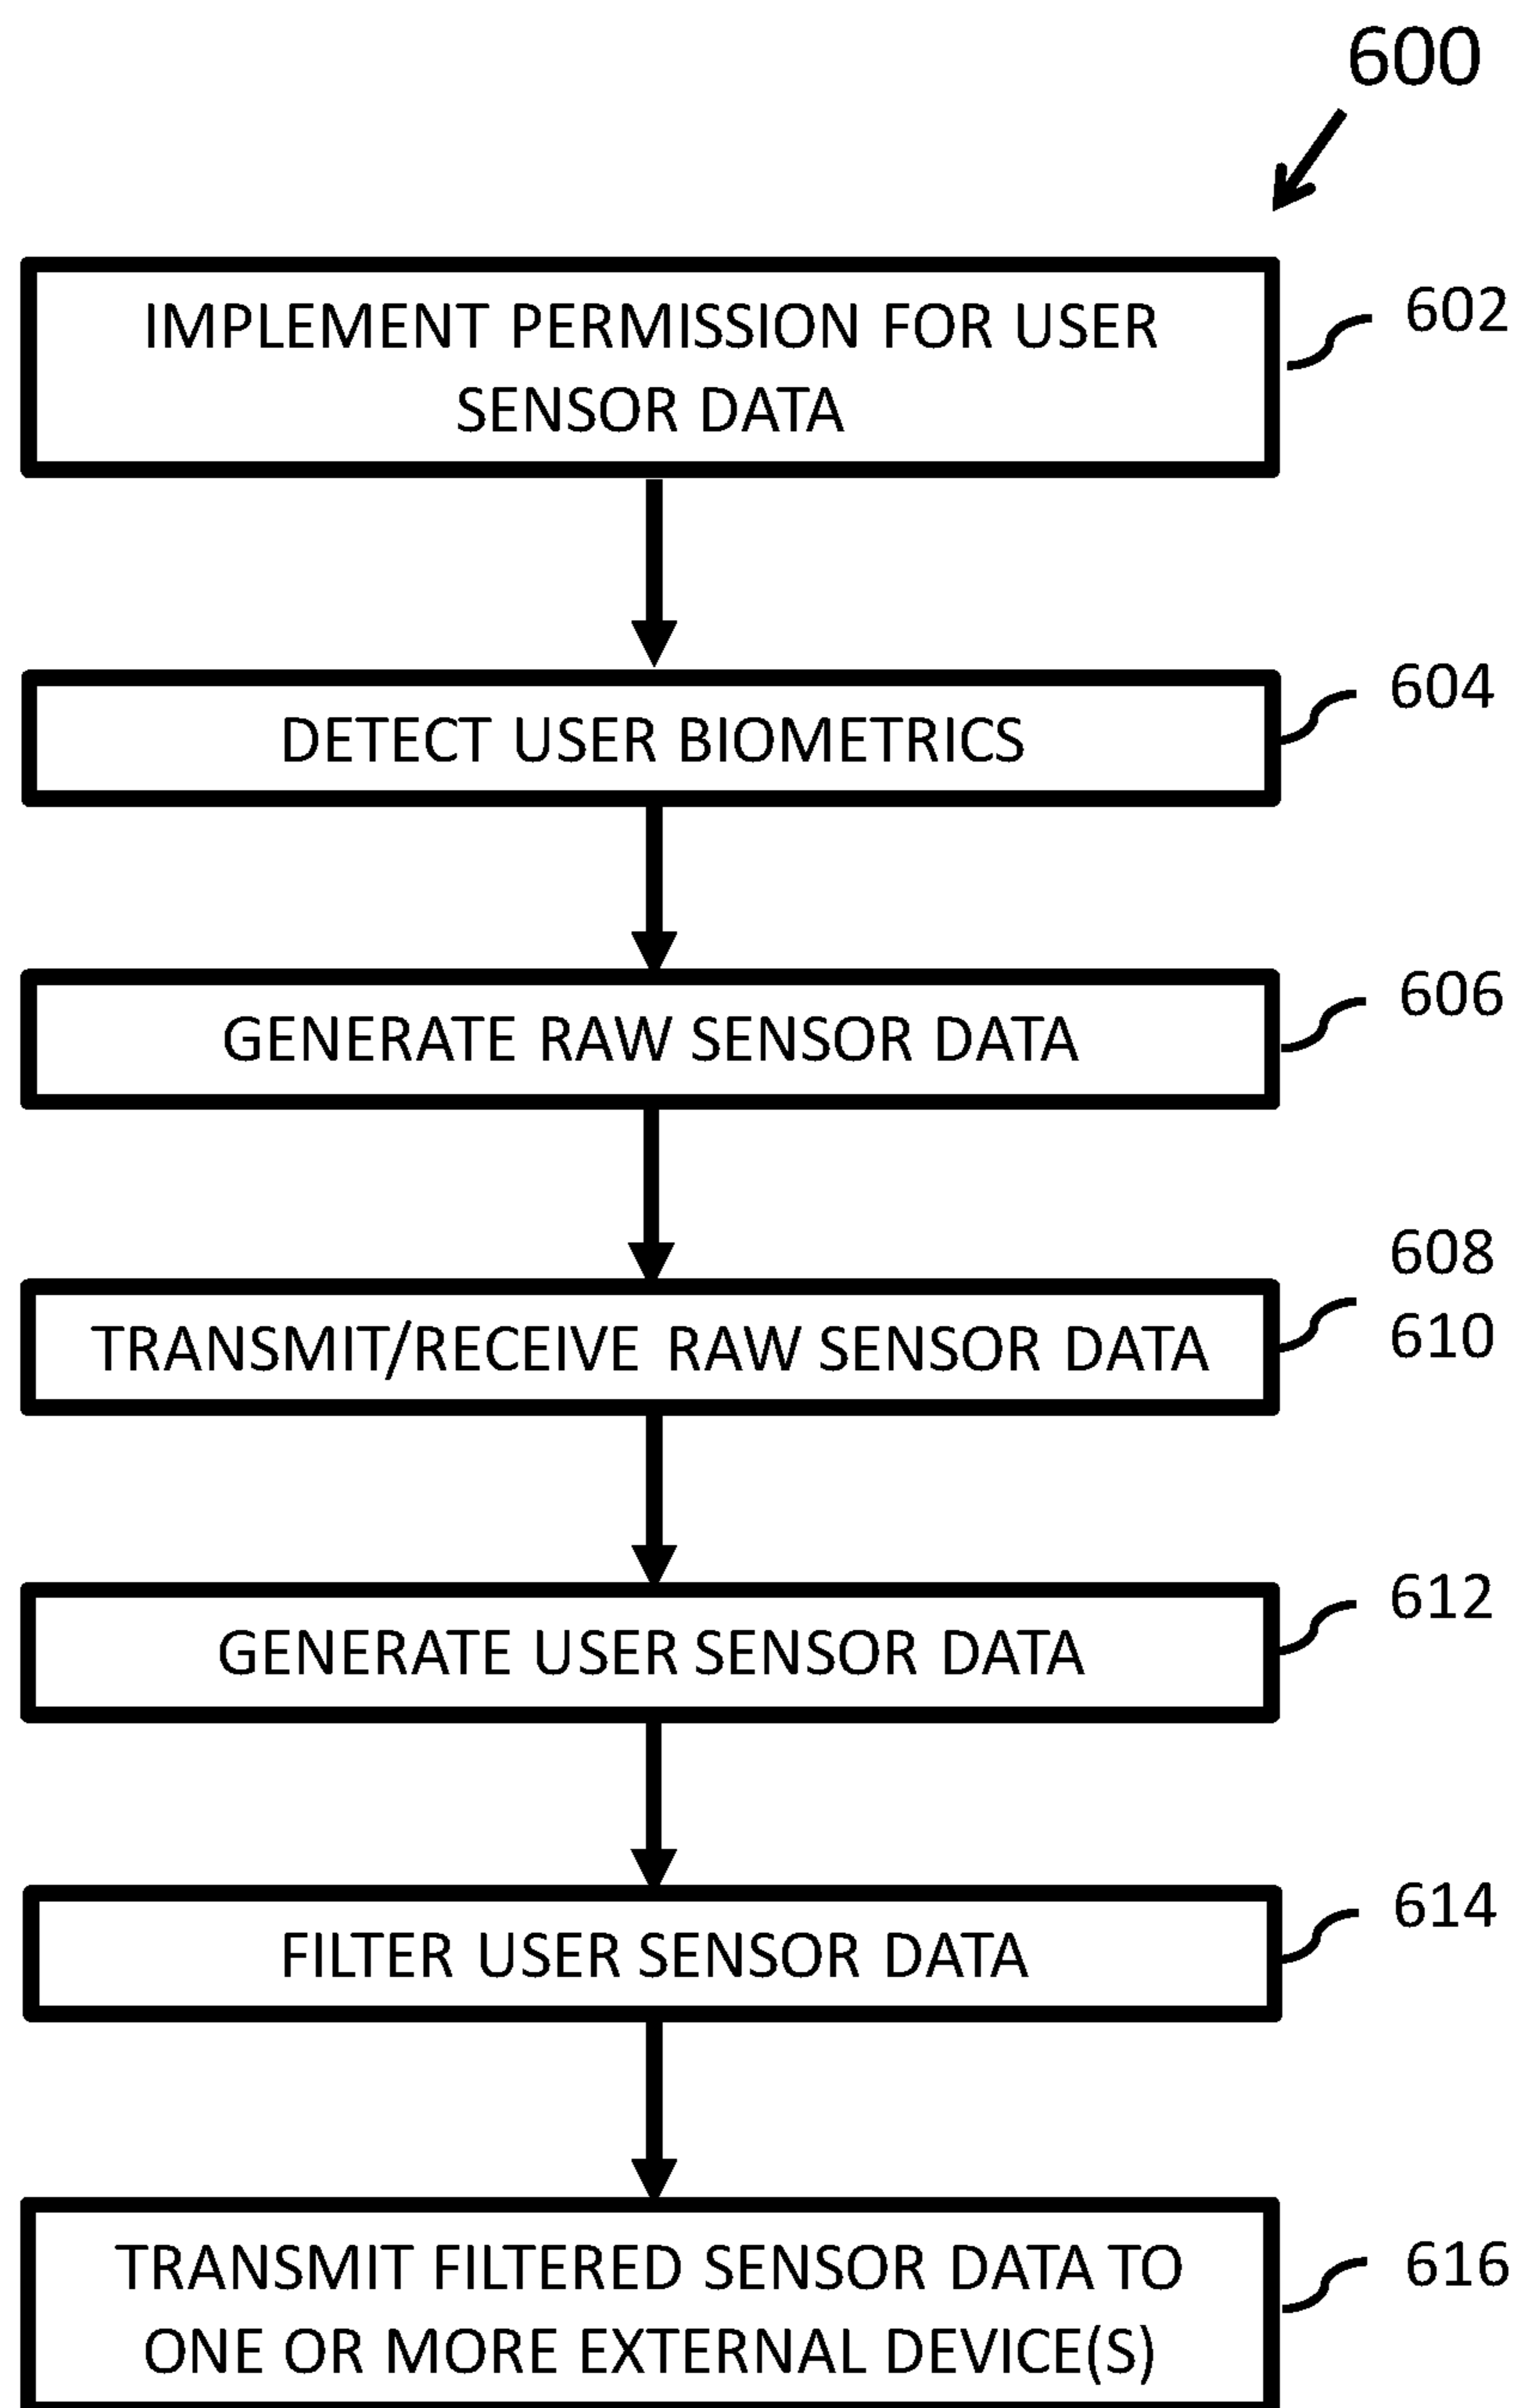 600
IMPLEMENT PERMISSION FOR USER
SENSOR DATA
602
DETECT USER BIOMETRICS
604
GENERATE RAW SENSOR DATA
606
TRANSMIT/RECEIVE RAW SENSOR DATA
608
610
GENERATE USER SENSOR DATA
612
FILTER USER SENSOR DATA
614
TRANSMIT FILTERED SENSOR DATA TO
ONE OR MORE EXTERNAL DEVICE(S)
616